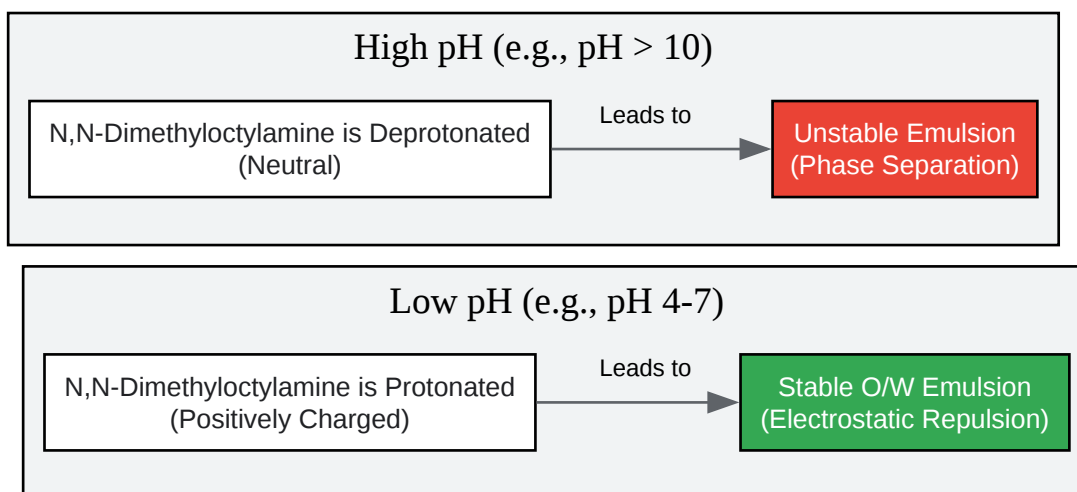 High pH (e.g., pH > 10)
N,N-Dimethyloctylamine is Deprotonated
(Neutral)
Leads to
Unstable Emulsion
(Phase Separation)
Low pH (e.g., pH 4-7)
N,N-Dimethyloctylamine is Protonated
(Positively Charged)
Leads to
Stable O/W Emulsion
(Electrostatic Repulsion)